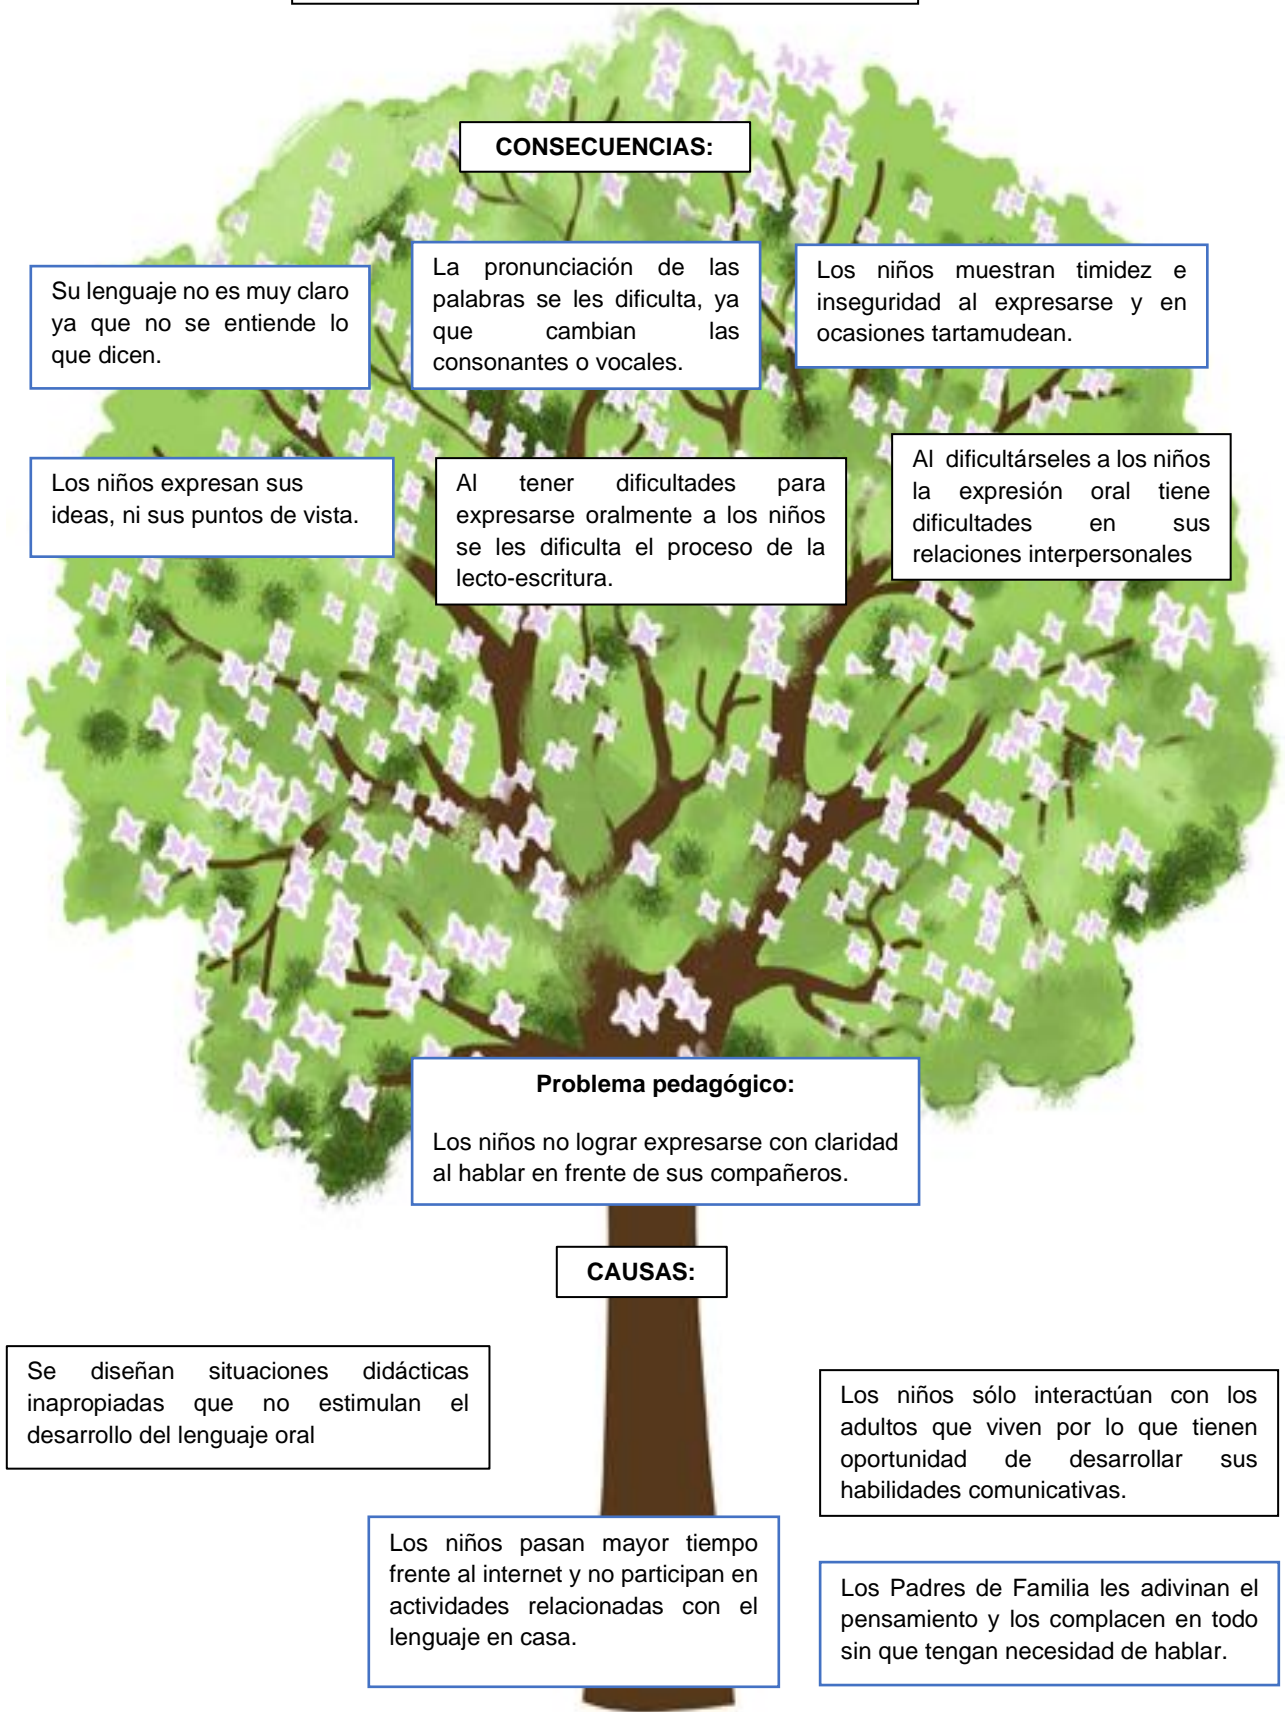 CONSECUENCIAS:
Su lenguaje no es muy claro
ya que no se entiende lo
que dicen.
La pronunciación de las
palabras se les dificulta, ya
que cambian las
consonantes o vocales.
Los niños muestran timidez e
inseguridad al expresarse y en
ocasiones tartamudean.
Los niños expresan sus
ideas, ni sus puntos de vista.
Al tener dificultades para
expresarse oralmente a los niños
se les dificulta el proceso de la
lecto-escritura.
Al dificultárseles a los niños
la expresión oral tiene
dificultades en sus
relaciones interpersonales
Problema pedagógico:
Los niños no lograr expresarse con claridad
al hablar en frente de sus compañeros.
CAUSAS:
Se diseñan situaciones didácticas
inapropiadas que no estimulan el
desarrollo del lenguaje oral
Los niños sólo interactúan con los
adultos que viven por lo que tienen
oportunidad de desarrollar sus
habilidades comunicativas.
Los niños pasan mayor tiempo
frente al internet y no participan en
actividades relacionadas con el
lenguaje en casa.
Los Padres de Familia les adivinan el
pensamiento y los complacen en todo
sin que tengan necesidad de hablar.